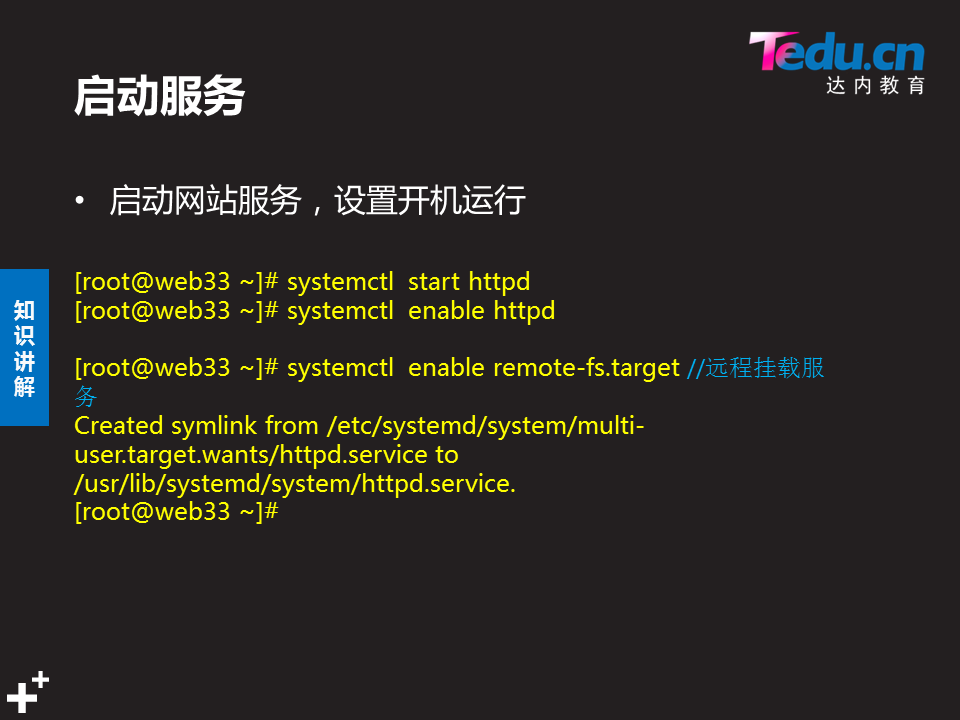 Tedu.cn
达内教育
启动服务
• 启动网站服务，设置开机运行
[root@web33 ~]# systemctl  start httpd
[root@web33 ~]# systemctl  enable httpd
[root@web33 ~]# systemctl  enable remote-fs.target //远程挂载服
务
Created symlink from /etc/systemd/system/multi-
user.target.wants/httpd.service to
/usr/lib/systemd/system/httpd.service.
[root@web33 ~]#
知
识
讲
解